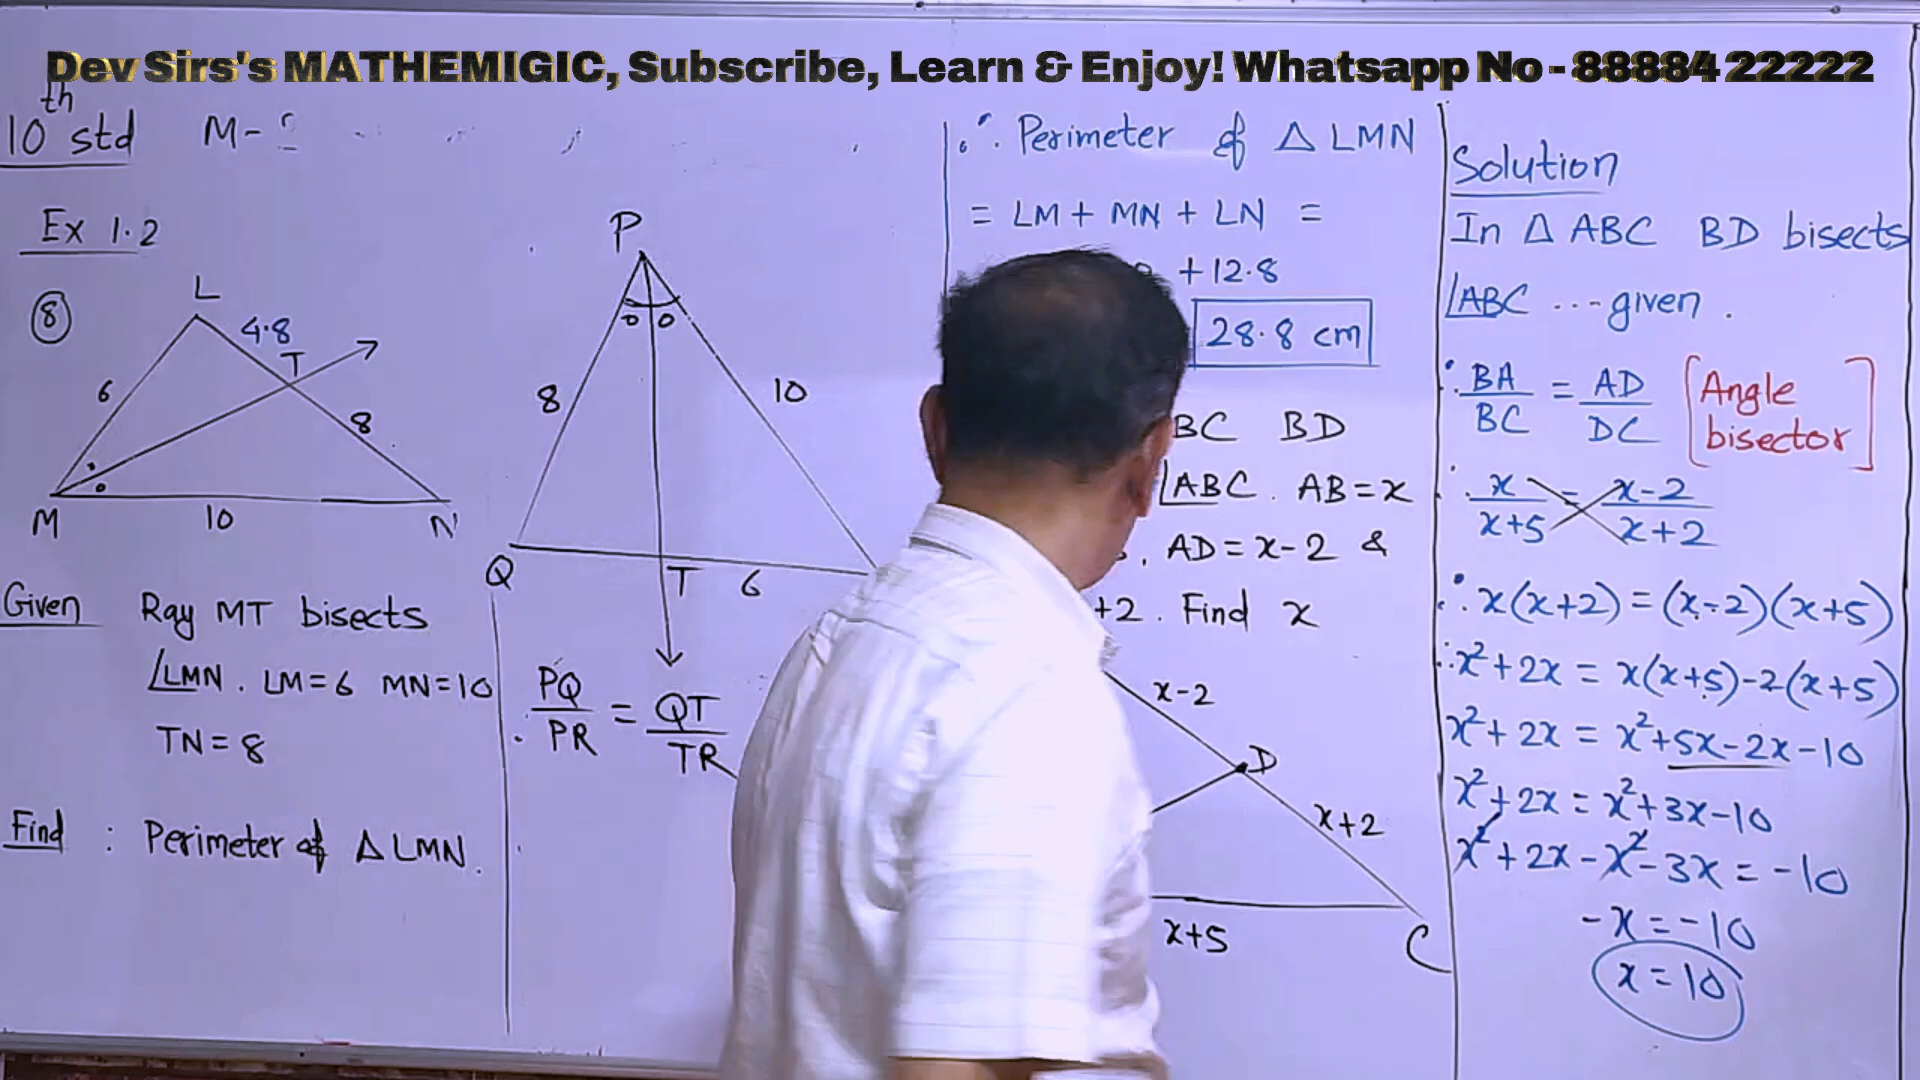 Dev Sirs's MATHEMIGIC, Subscribe, Learn & Enjoy! Whatsapp No - 88884 22222
10th std M-
Ex 1.2
8
L
4.8
T
6
8
M
10
N
Given Ray MT bisects
∠LMN. LM=6 MN=10
TN=8
Find : Perimeter of △LMN.
P
o o
8
10
Q
T 6
PQ/PR = QT/TR
∴ Perimeter of △LMN
= LM + MN + LN =
+12.8
28.8 cm
BC BD
∠ABC. AB=x
AD=x-2 &
+2. Find x
x-2
D
x+2
x+5
C
Solution
In △ABC BD bisects
∠ABC ...given.
∴ BA/BC = AD/DC [Angle bisector]
∴ x/x+5 = x-2/x+2
∴ x(x+2)=(x-2)(x+5)
∴ x²+2x = x(x+5)-2(x+5)
x²+2x = x²+5x-2x-10
x²+2x = x²+3x-10
x²+2x-x²-3x = -10
-x=-10
x=10